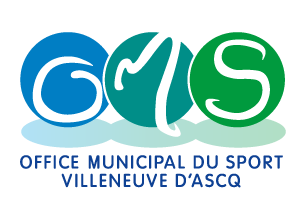 OMS
OFFICE MUNICIPAL DU SPORT
VILLENEUVE D'ASCQ